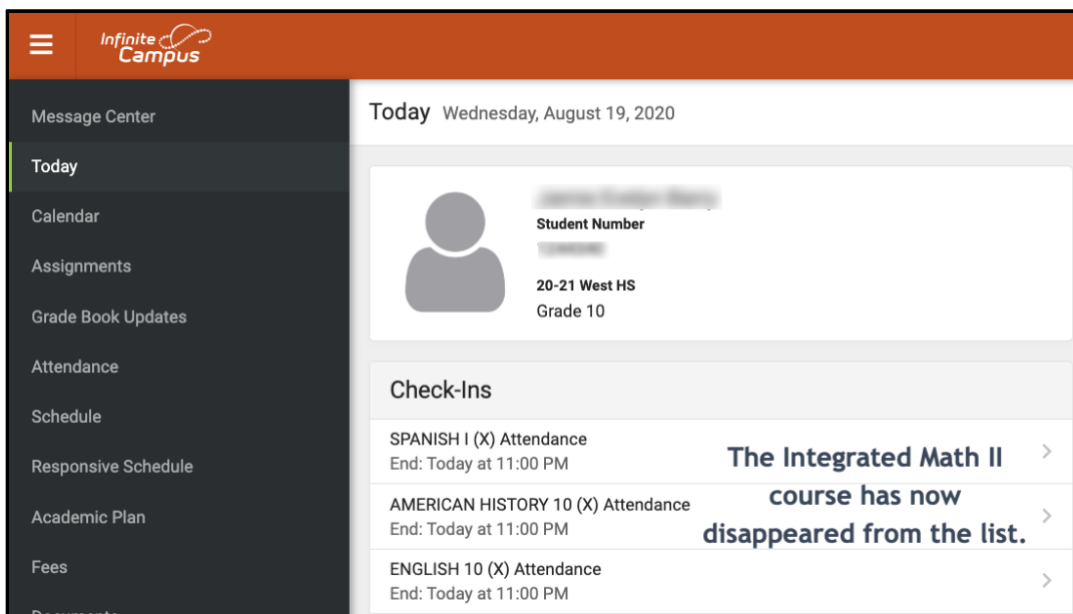 Infinite
Campus
Message Center
Today
Calendar
Assignments
Grade Book Updates
Attendance
Schedule
Responsive Schedule
Academic Plan
Fees
Today Wednesday, August 19, 2020
Student Number
20-21 West HS
Grade 10
Check-Ins
SPANISH I (X) Attendance
End: Today at 11:00 PM
AMERICAN HISTORY 10 (X) Attendance
End: Today at 11:00 PM
ENGLISH 10 (X) Attendance
End: Today at 11:00 PM
The Integrated Math II
course has now
disappeared from the list.